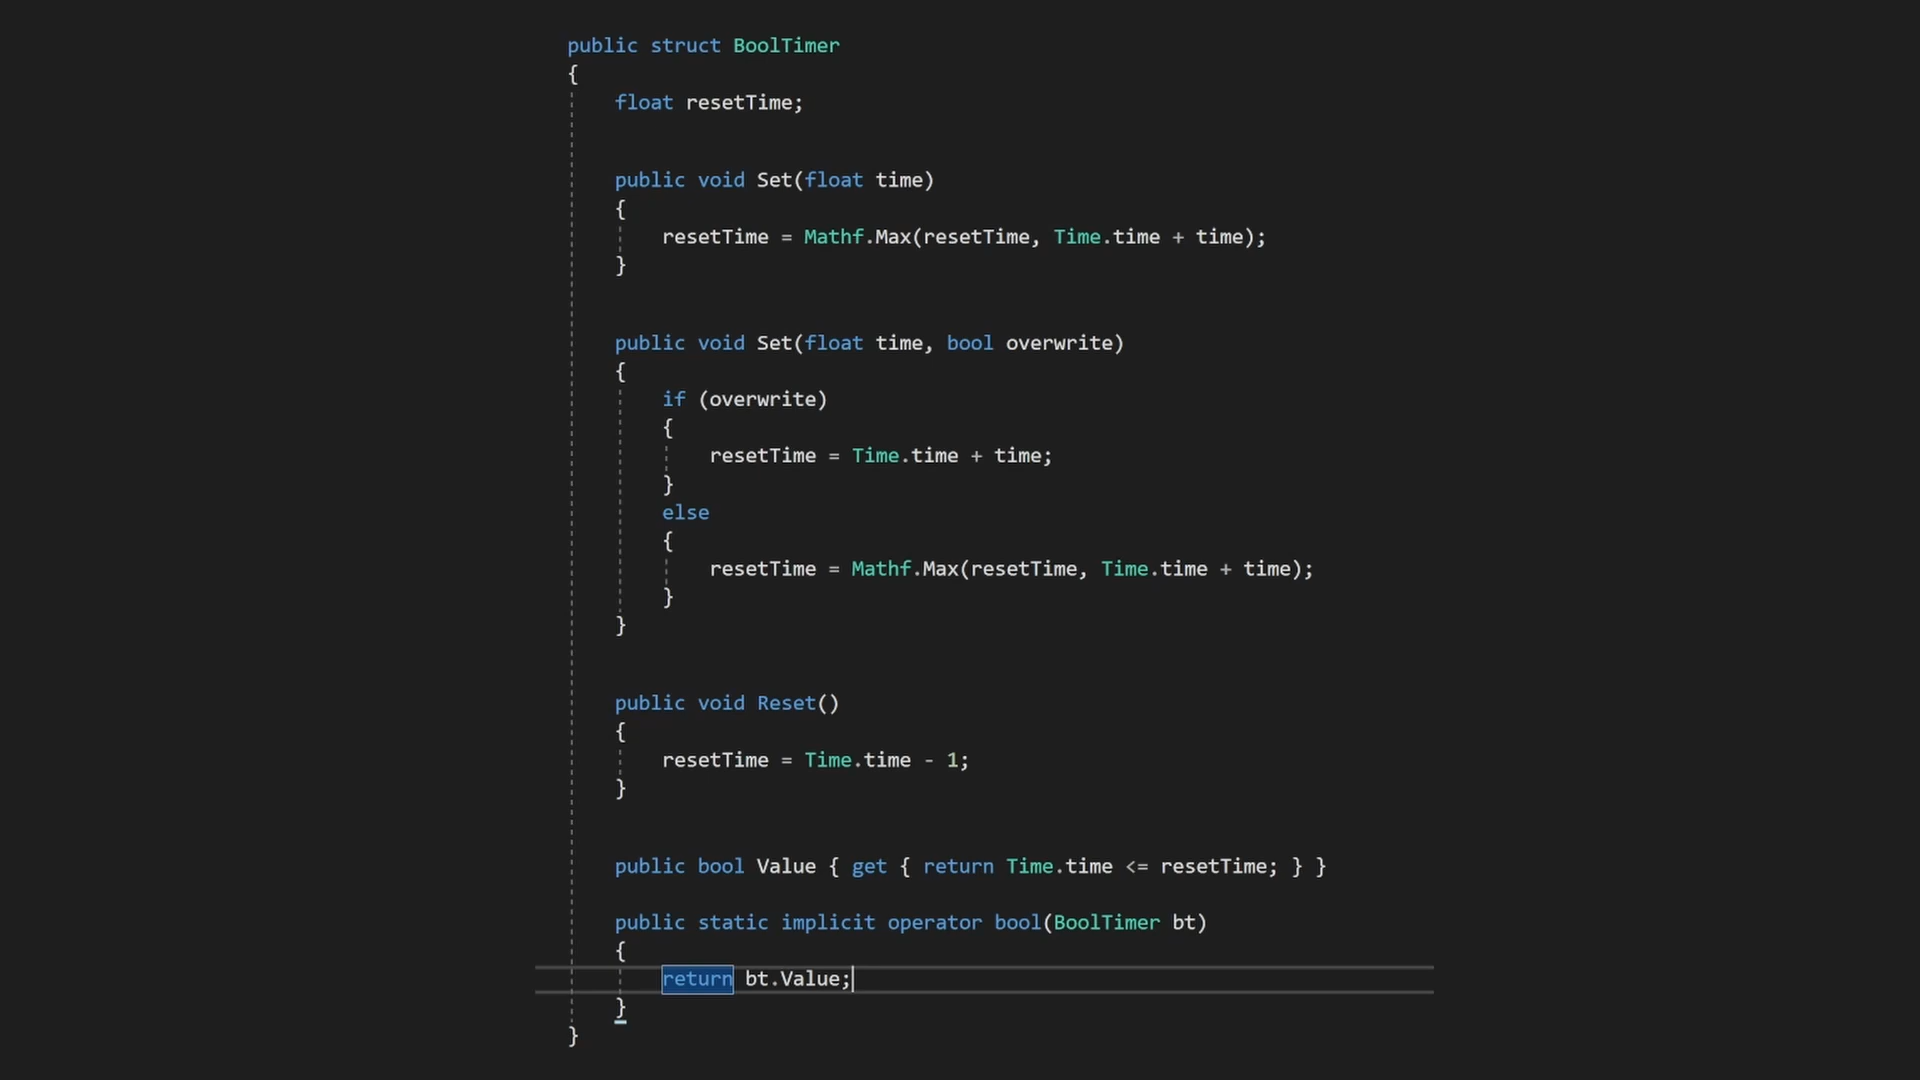 public struct BoolTimer
{
float resetTime;
public void Set(float time)
{
resetTime = Mathf.Max(resetTime, Time.time + time);
}
public void Set(float time, bool overwrite)
{
if (overwrite)
{
resetTime = Time.time + time;
}
else
{
resetTime = Mathf.Max(resetTime, Time.time + time);
}
}
public void Reset()
{
resetTime = Time.time - 1;
}
public bool Value { get { return Time.time <= resetTime; } }
public static implicit operator bool(BoolTimer bt)
{
return bt.Value;
}
}